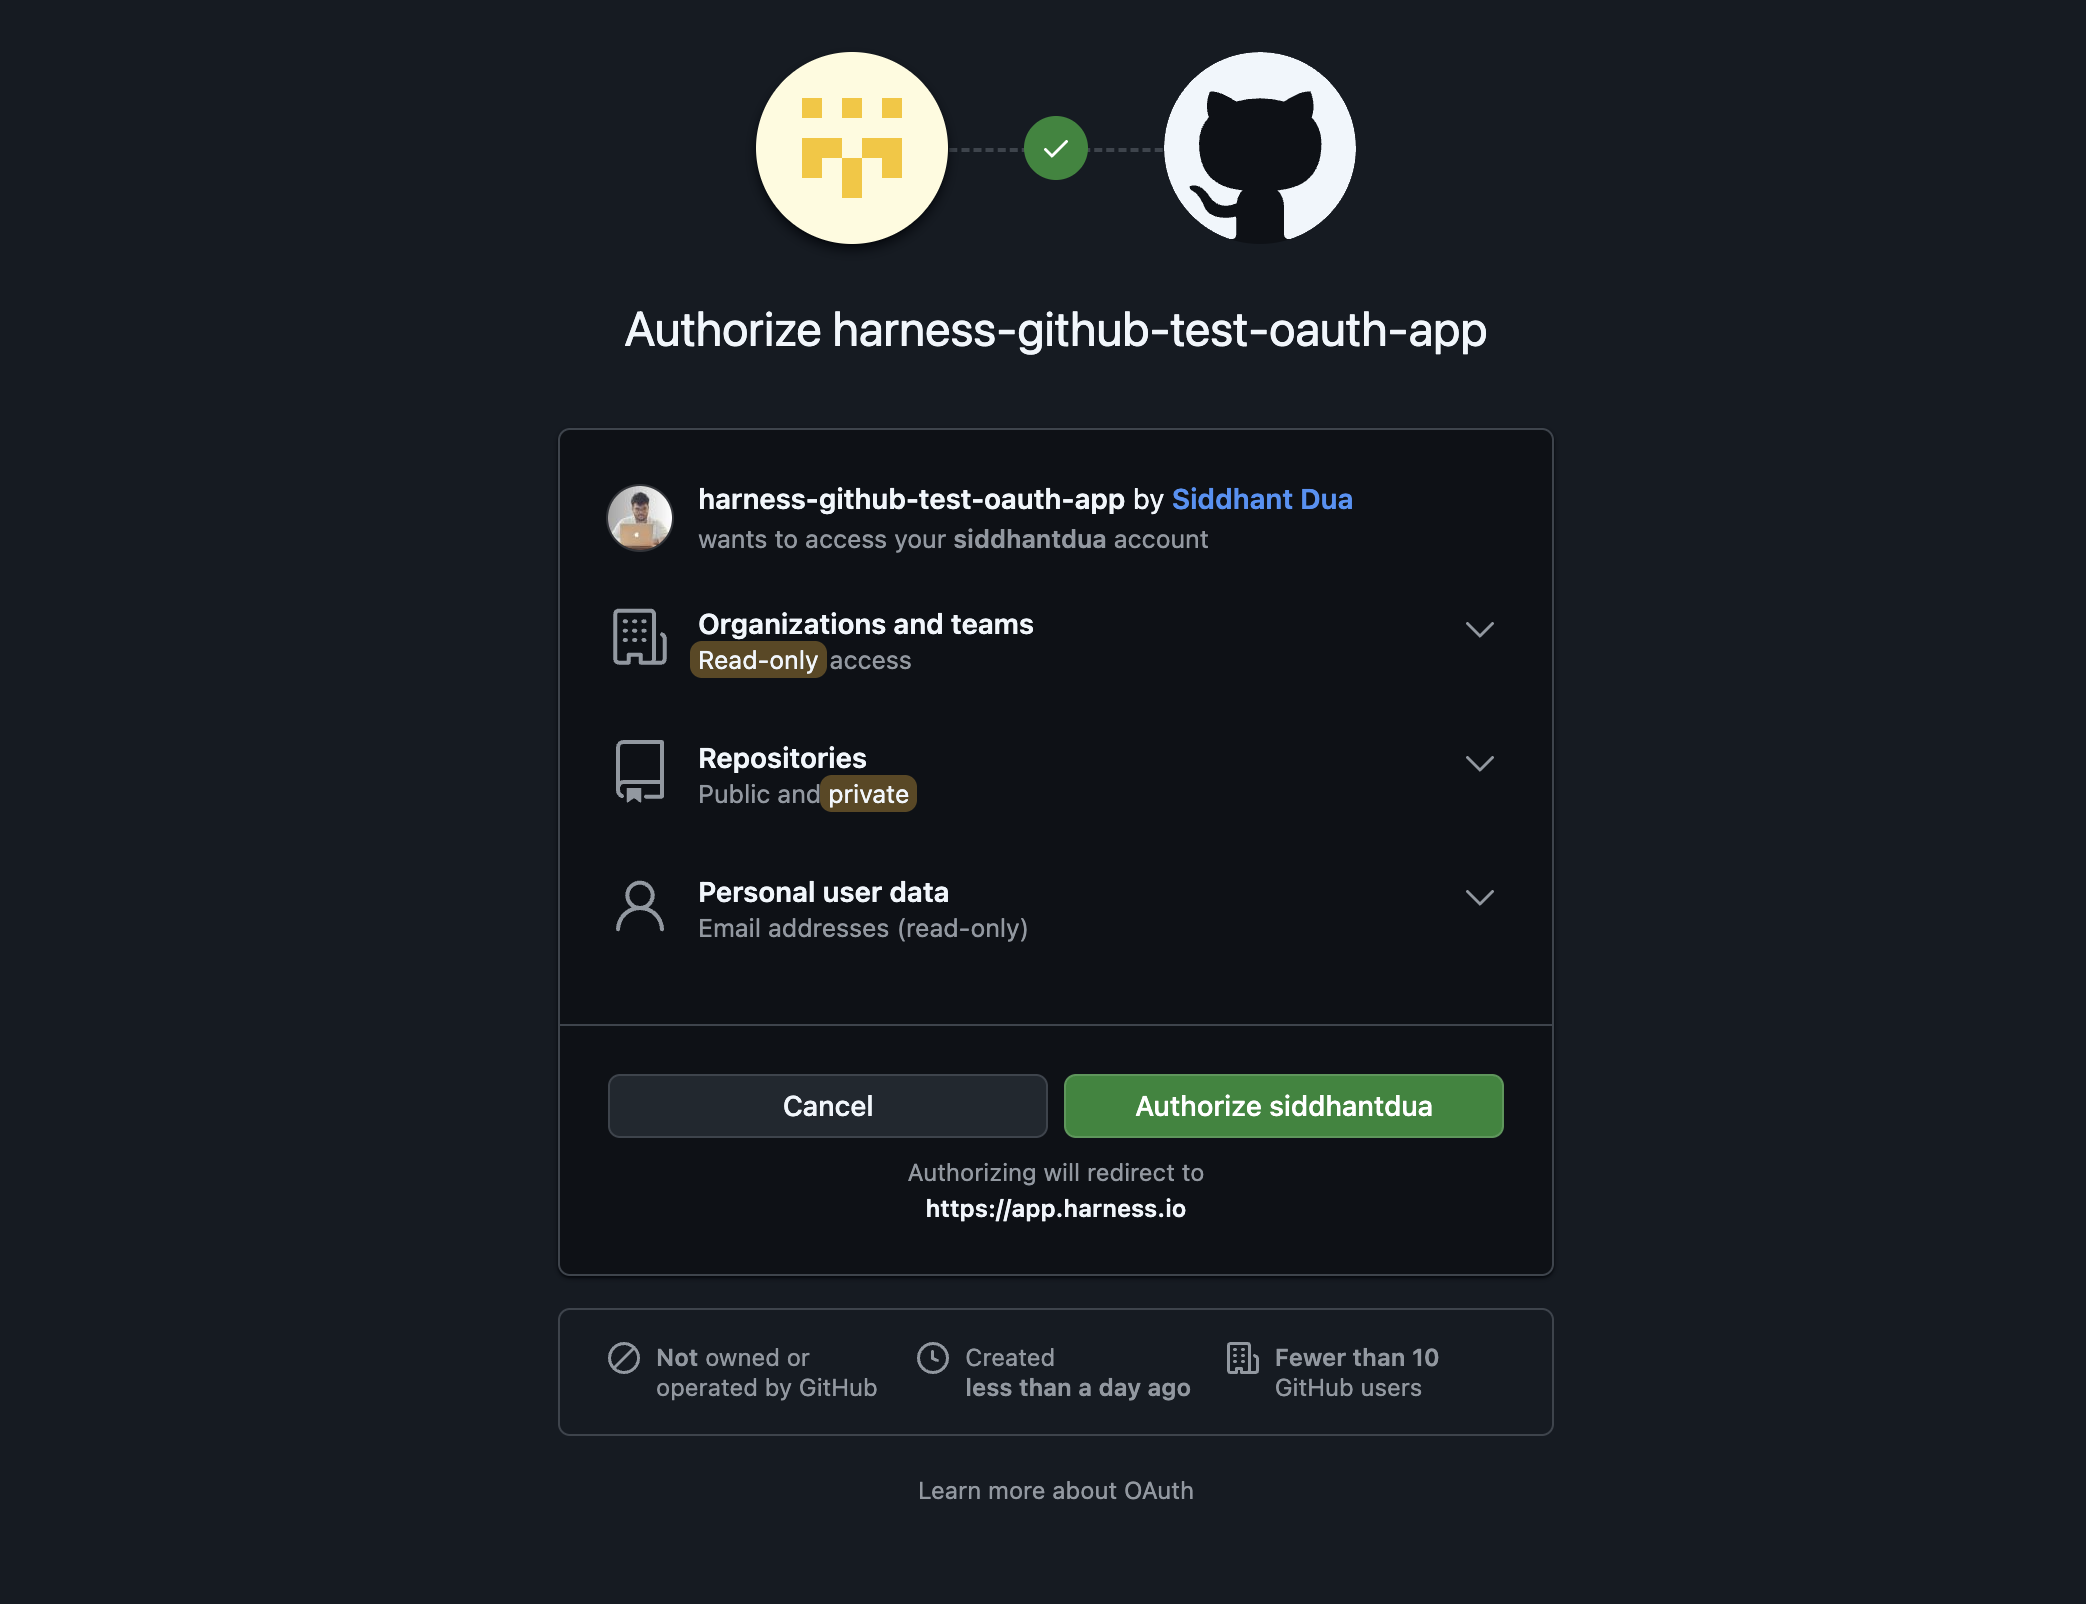 Authorize harness-github-test-oauth-app
harness-github-test-oauth-app by Siddhant Dua
wants to access your siddhantdua account
Organizations and teams
Read-only access
Repositories
Public and private
Personal user data
Email addresses (read-only)
Cancel
Authorize siddhantdua
Authorizing will redirect to
https://app.harness.io
Not owned or
operated by GitHub
Created
less than a day ago
Fewer than 10
GitHub users
Learn more about OAuth